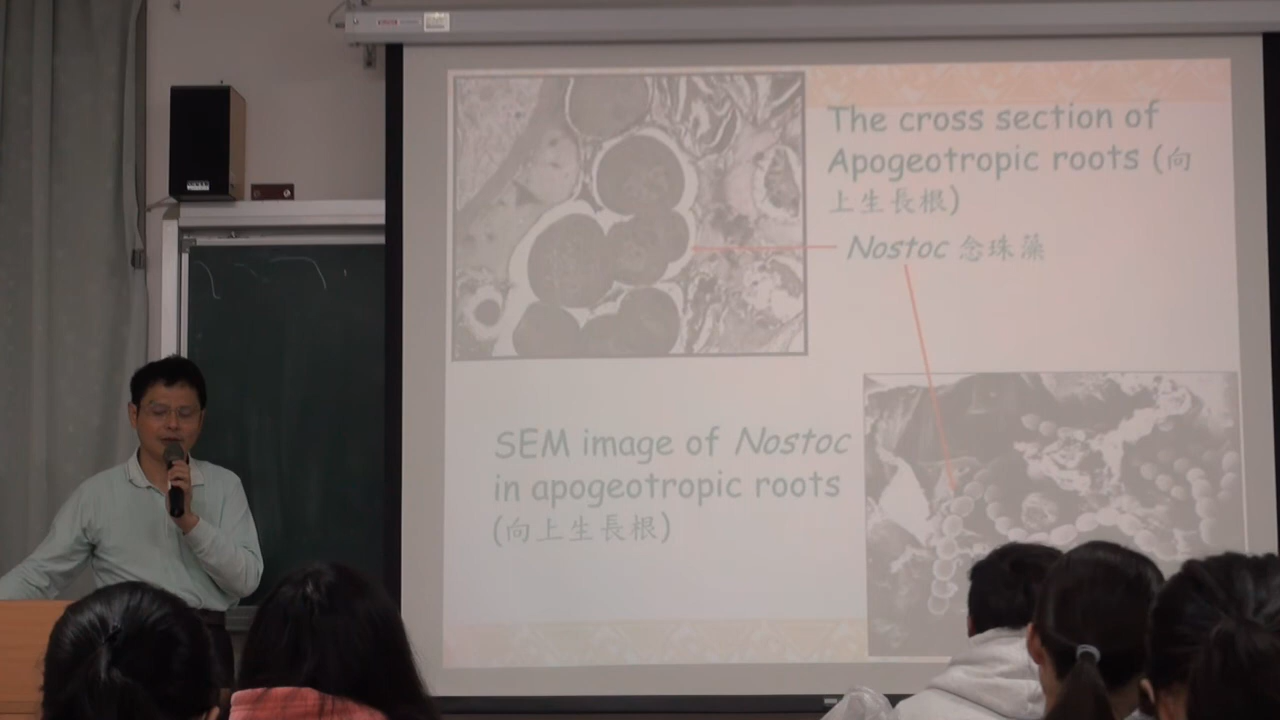 The cross section of
Apogeotropic roots (向
上生長根)
Nostoc 念珠藻
SEM image of Nostoc
in apogeotropic roots
(向上生長根)